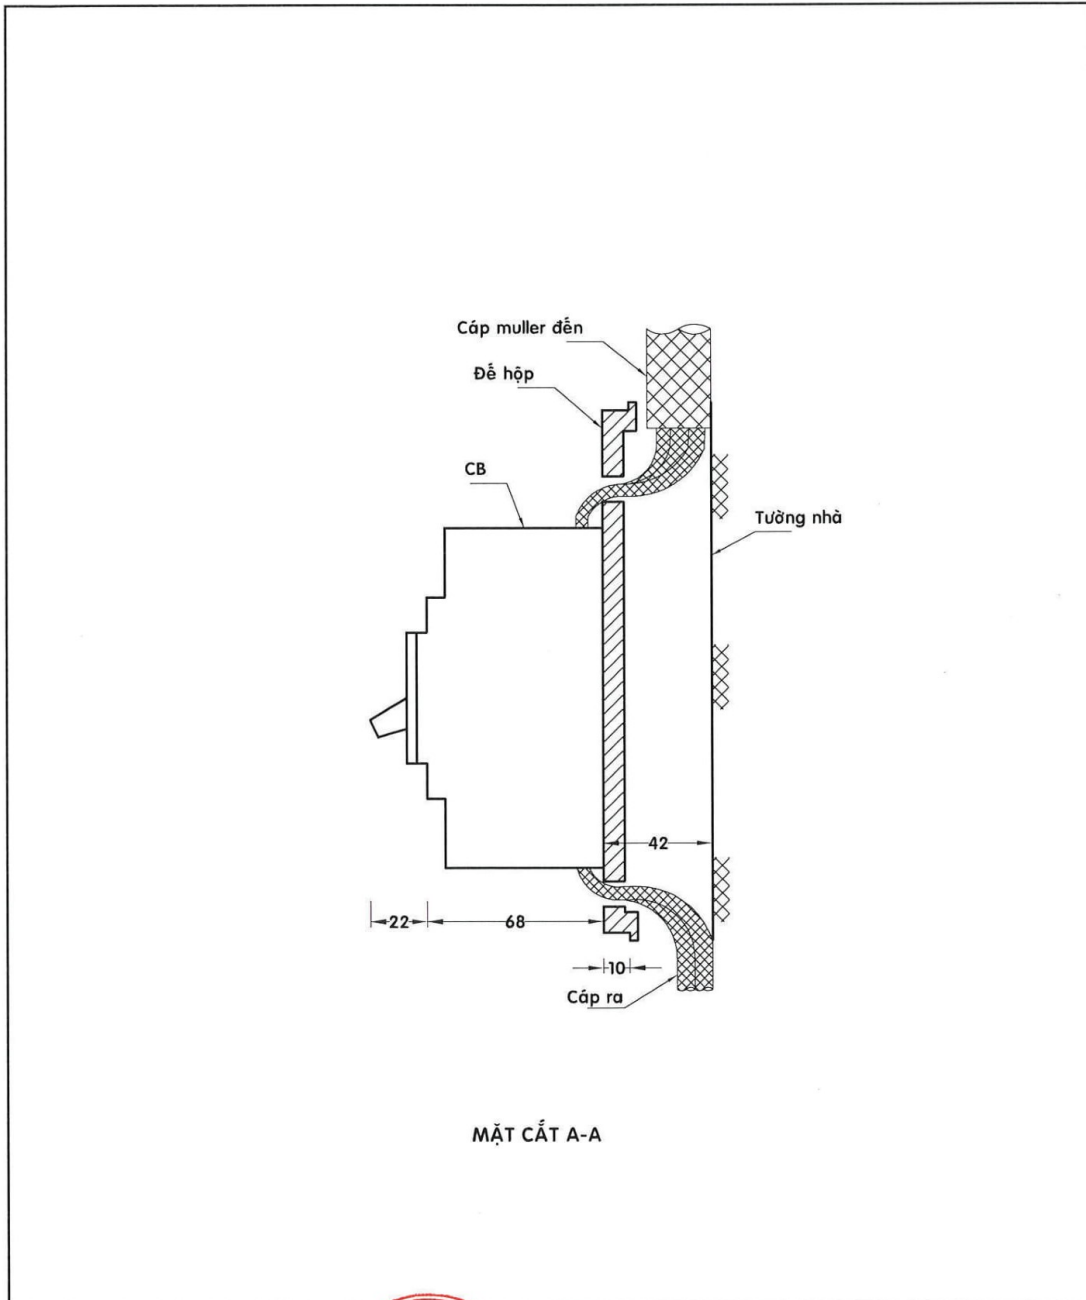 Cáp muller đến
Đế hộp
CB
Tường nhà
42
22
68
10
Cáp ra
MẶT CẮT A-A